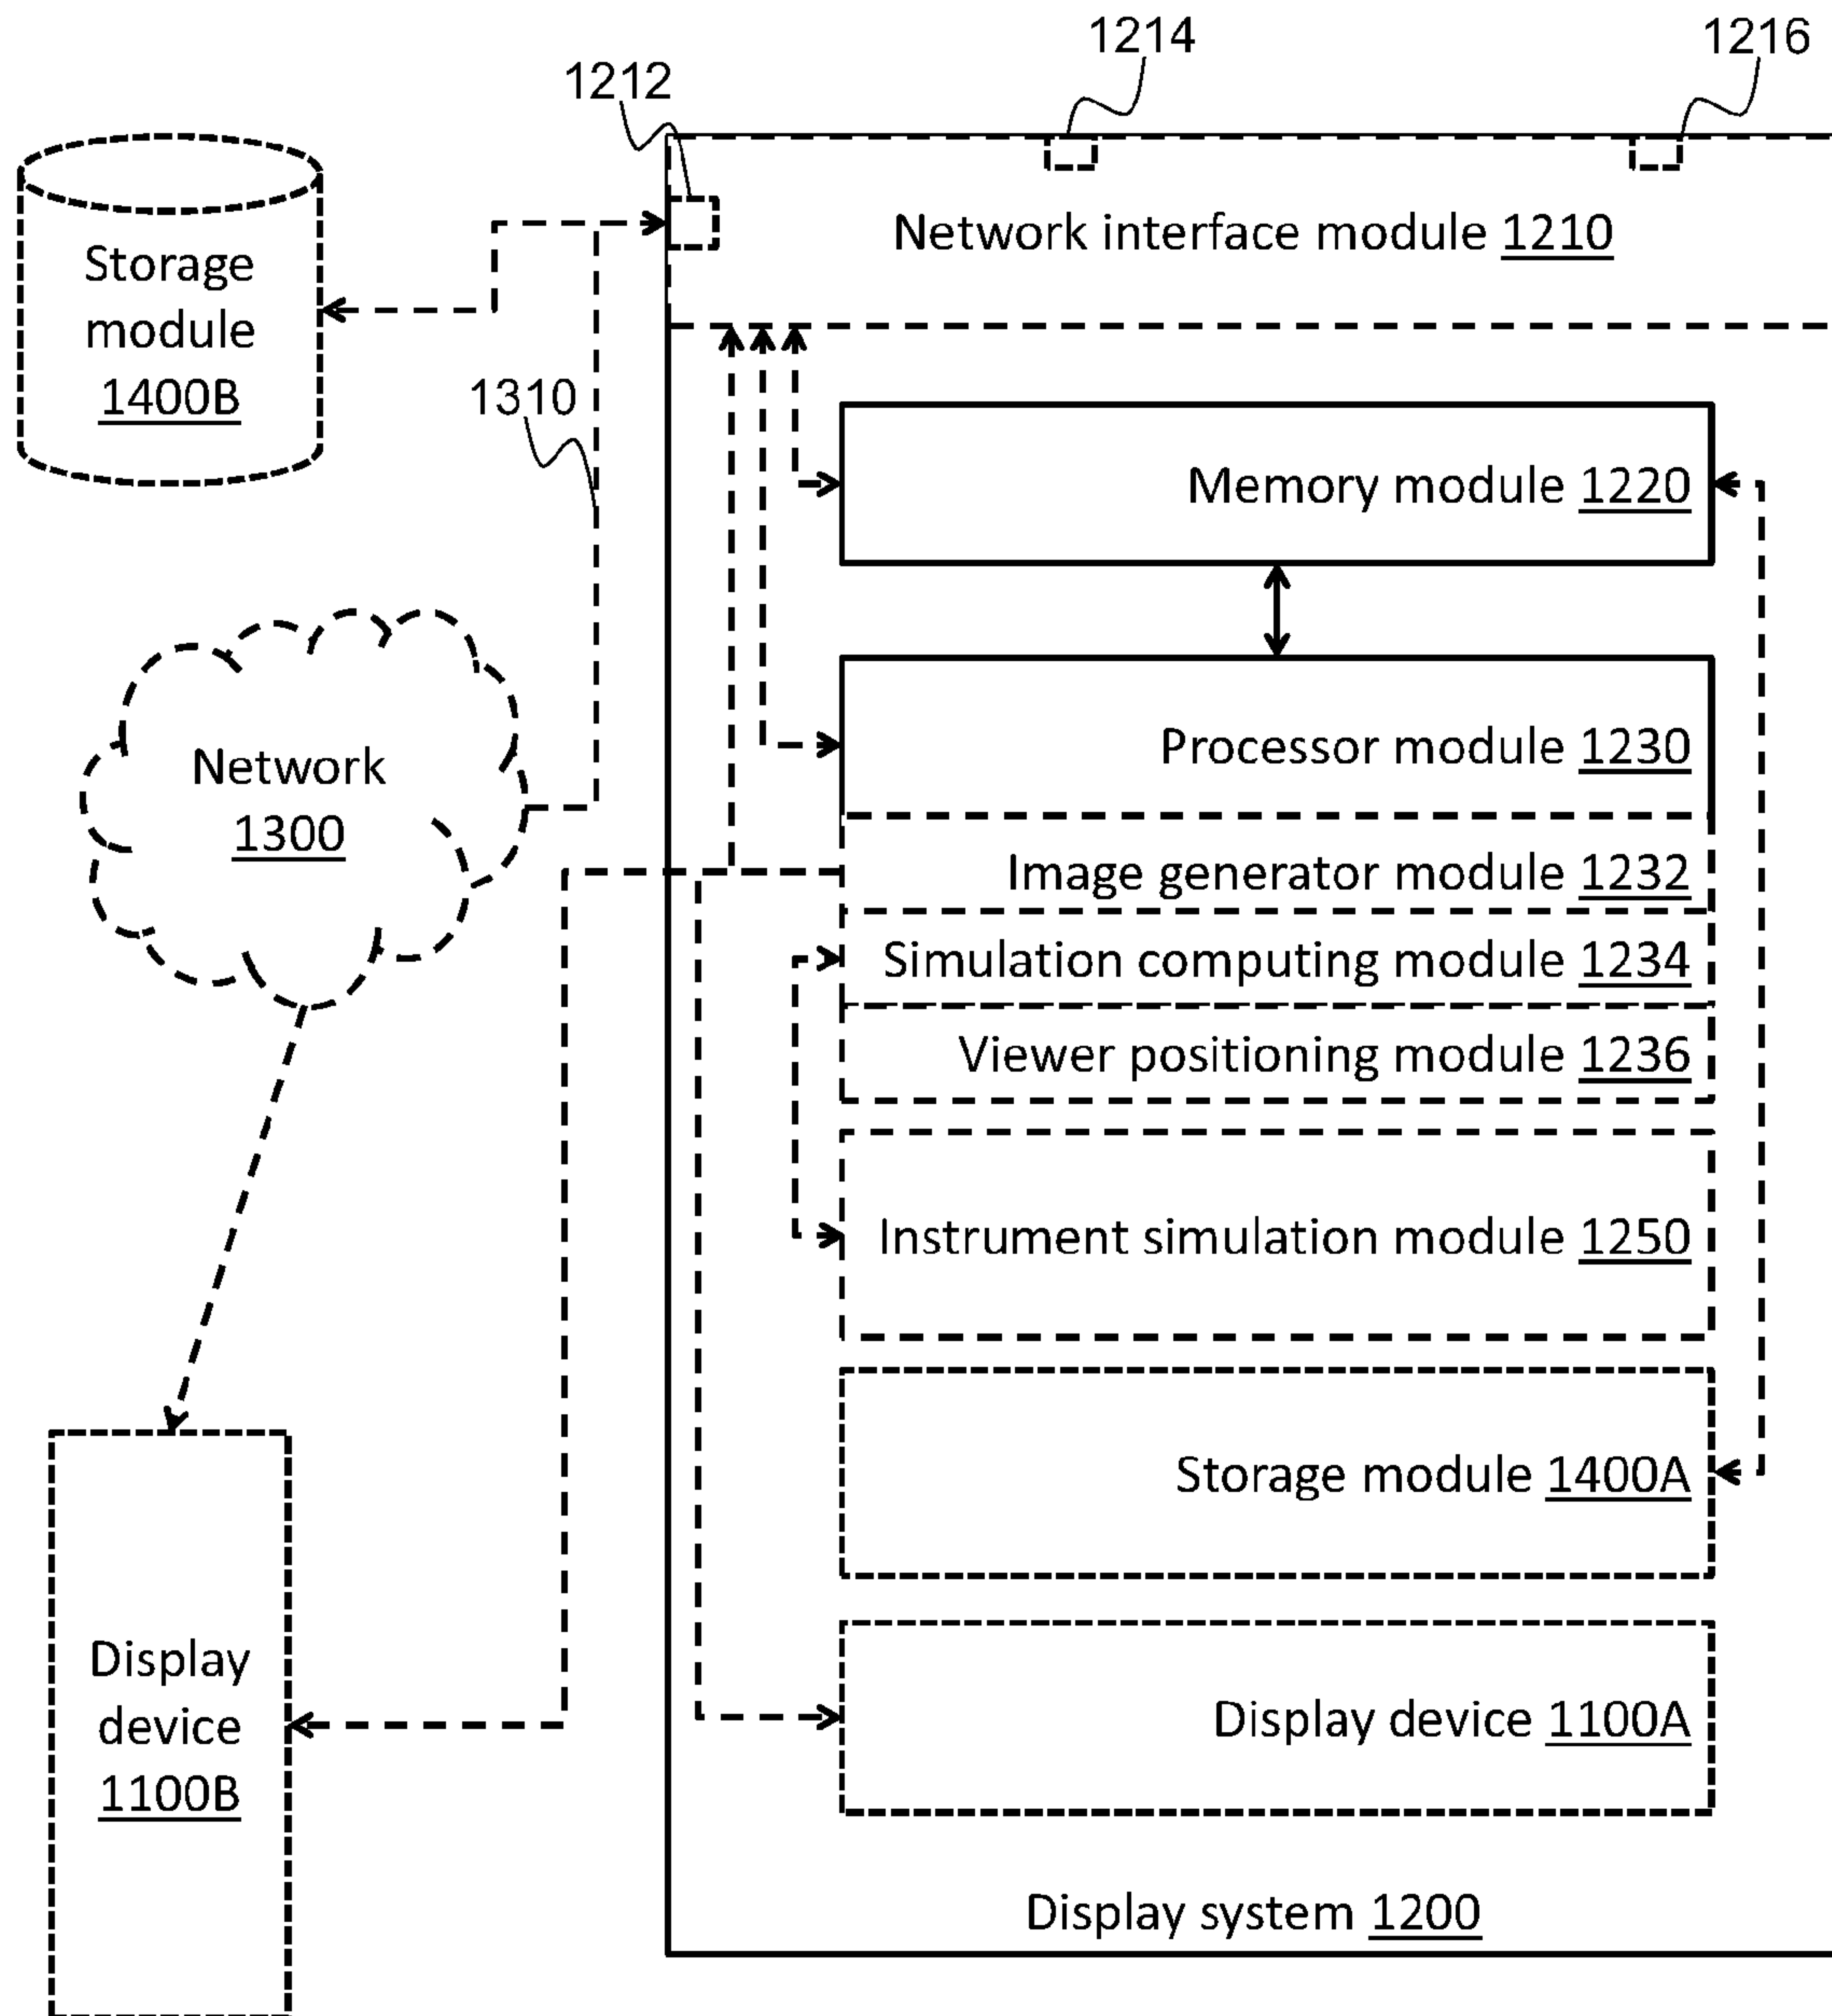 1214
1216
1212
Network interface module 1210
Storage
module
1400B
1310
Memory module 1220
Processor module 1230
Network
1300
Image generator module 1232
Simulation computing module 1234
Viewer positioning module 1236
Instrument simulation module 1250
Storage module 1400A
Display
device
1100B
Display device 1100A
Display system 1200